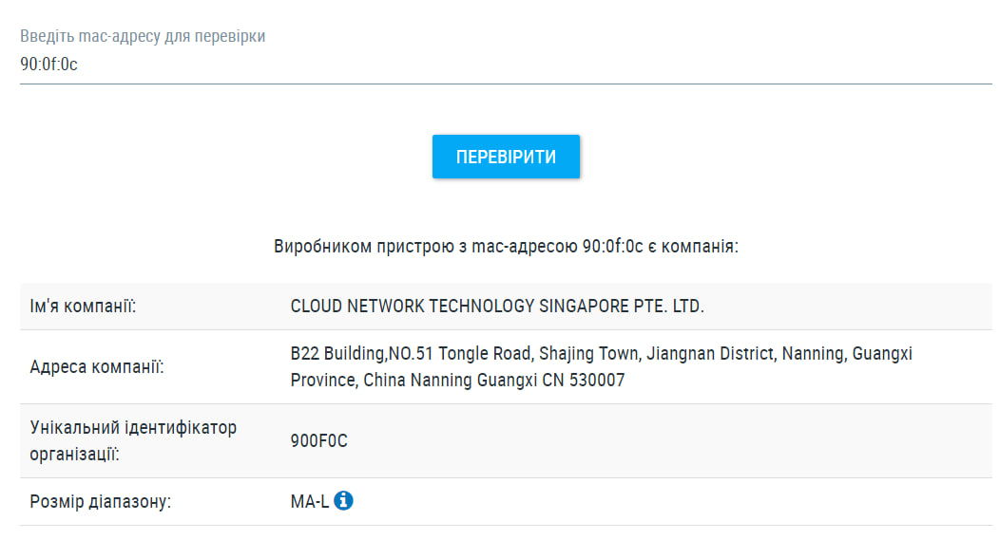 Введіть mac-адресу для перевірки
90:0f:0c
ПЕРЕВІРИТИ
Виробником пристрою з mac-адресою 90:0f:0c є компанія:
Ім'я компанії:
CLOUD NETWORK TECHNOLOGY SINGAPORE PTE. LTD.
Адреса компанії:
B22 Building,NO.51 Tongle Road, Shajing Town, Jiangnan District, Nanning, Guangxi
Province, China Nanning Guangxi CN 530007
Унікальний ідентифікатор
організації:
900F0C
Розмір діапазону:
MA-L